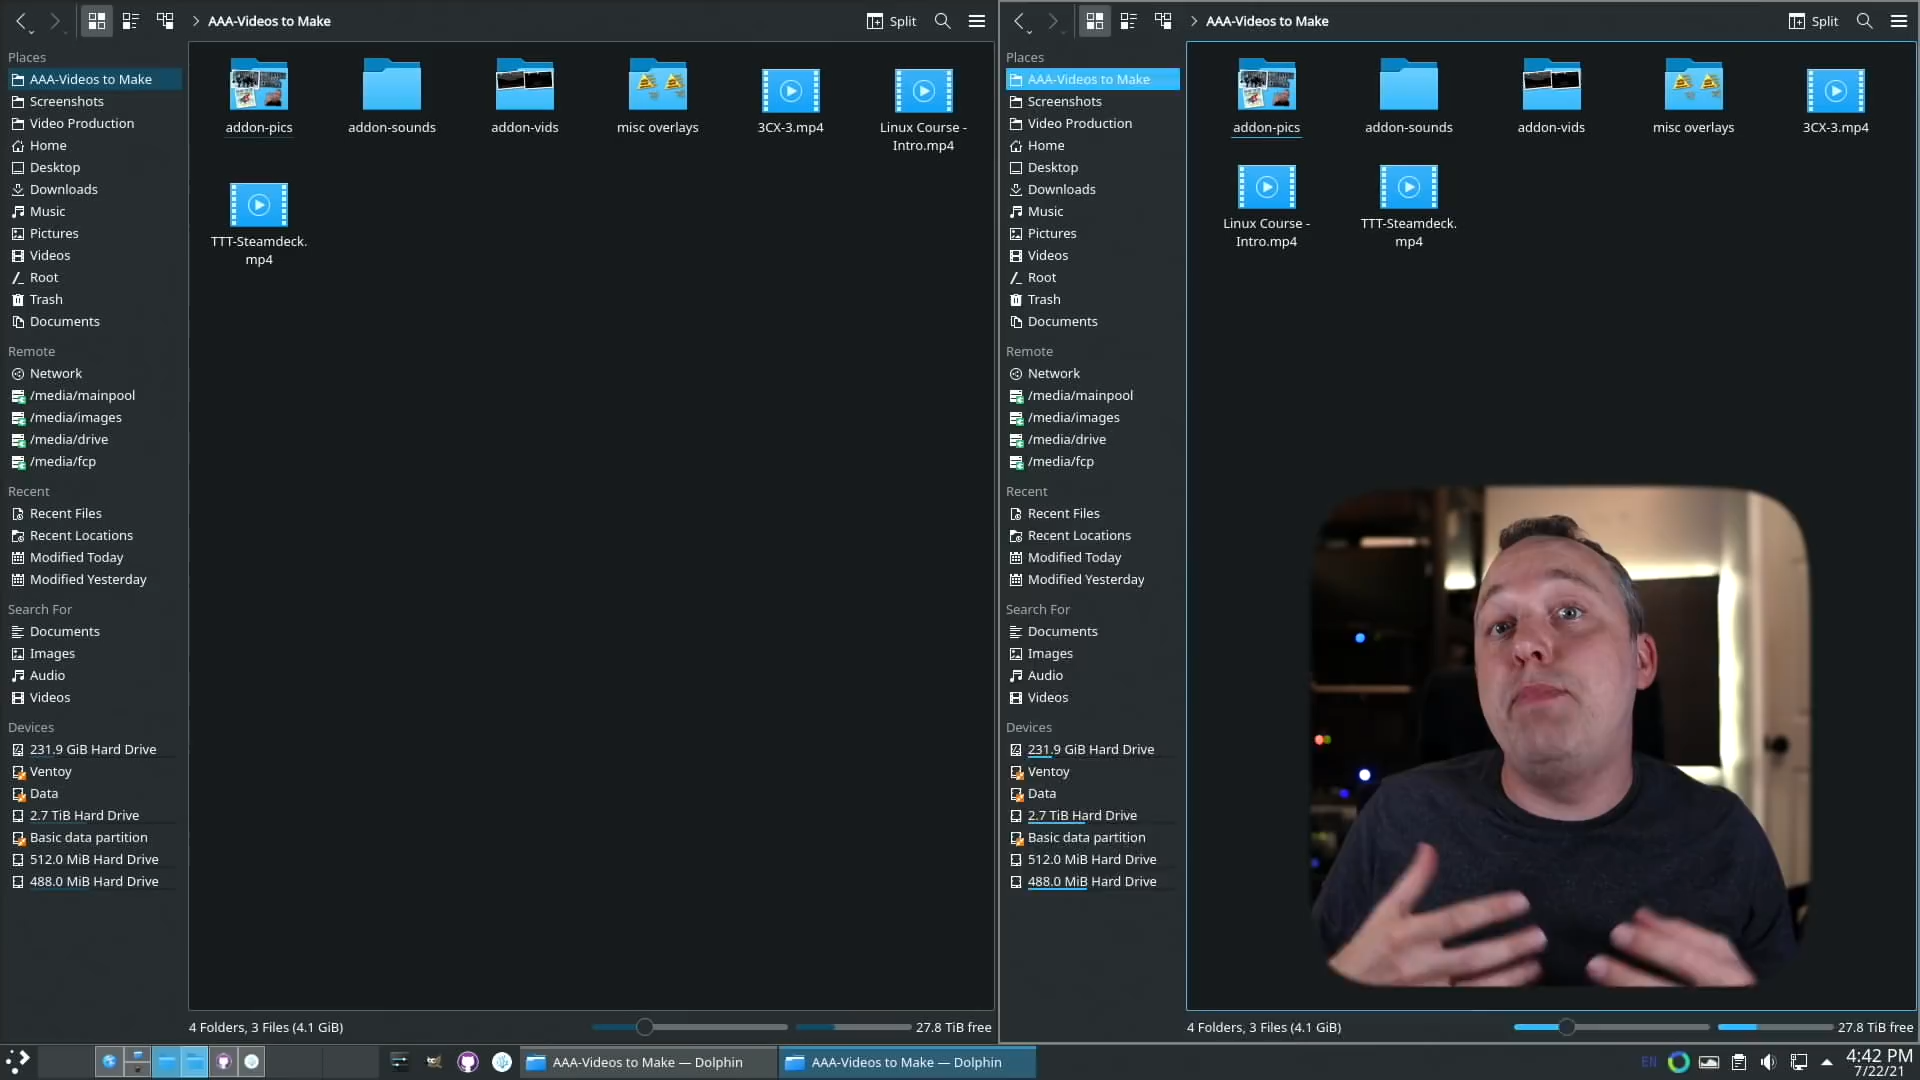 AAA-Videos to Make
Split
Places
AAA-Videos to Make
Screenshots
Video Production
Home
Desktop
Downloads
Music
Pictures
Videos
Root
Trash
Documents
Remote
Network
/media/mainpool
/media/images
/media/drive
/media/fcp
Recent
Recent Files
Recent Locations
Modified Today
Modified Yesterday
Search For
Documents
Images
Audio
Videos
Devices
231.9 GiB Hard Drive
Ventoy
Data
2.7 TiB Hard Drive
Basic data partition
512.0 MiB Hard Drive
488.0 MiB Hard Drive
addon-pics
addon-sounds
addon-vids
misc overlays
3CX-3.mp4
Linux Course -
Intro.mp4
TTT-Steamdeck.
mp4
4 Folders, 3 Files (4.1 GiB)
27.8 TiB free
AAA-Videos to Make
Split
Places
AAA-Videos to Make
Screenshots
Video Production
Home
Desktop
Downloads
Music
Pictures
Videos
Root
Trash
Documents
Remote
Network
/media/mainpool
/media/images
/media/drive
/media/fcp
Recent
Recent Files
Recent Locations
Modified Today
Modified Yesterday
Search For
Documents
Images
Audio
Videos
Devices
231.9 GiB Hard Drive
Ventoy
Data
2.7 TiB Hard Drive
Basic data partition
512.0 MiB Hard Drive
488.0 MiB Hard Drive
addon-pics
addon-sounds
addon-vids
misc overlays
3CX-3.mp4
Linux Course -
Intro.mp4
TTT-Steamdeck.
mp4
4 Folders, 3 Files (4.1 GiB)
27.8 TiB free
AAA-Videos to Make — Dolphin
AAA-Videos to Make — Dolphin
EN
4:42 PM
7/22/21